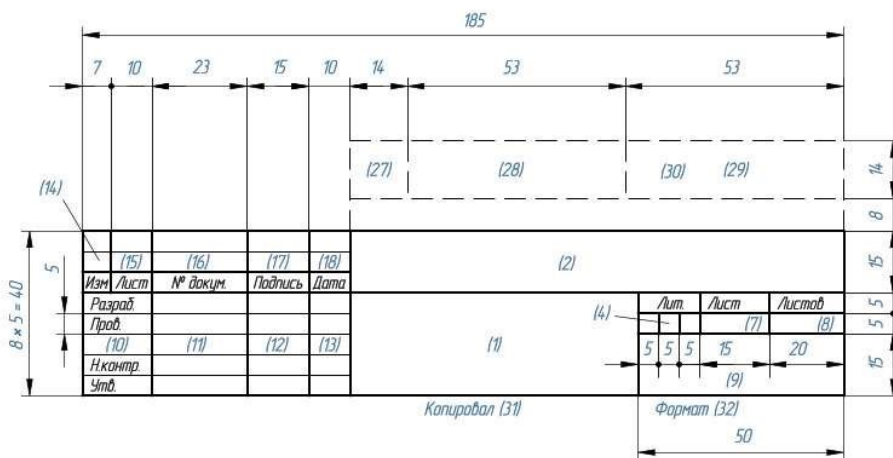 185
7 10 23 15 10 14 53 53
(27) (28) (30) (29) 14
(14)
8
(15) (16) (17) (18) (2) 15
5
Изм Лист № докум. Подпись Дата
Разраб. Лит. Лист Листов 5
Пров. (4) (7) (8) 5
8 × 5 = 40
(10) (11) (12) (13) (1) 5 5 5 15 20 15
Н.контр. (9)
Утв.
Копировал (31) Формат (32)
50